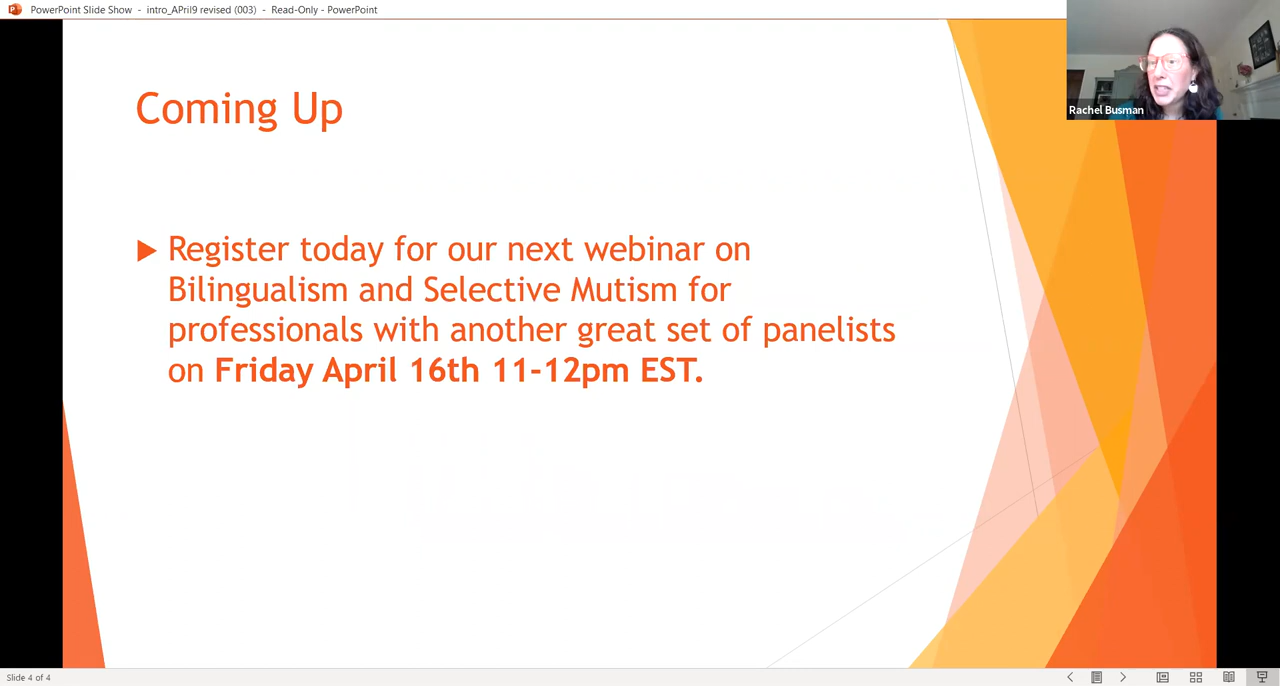 PowerPoint Slide Show - intro_APril9 revised (003) - Read-Only - PowerPoint
Rachel Busman
Coming Up
Register today for our next webinar on
Bilingualism and Selective Mutism for
professionals with another great set of panelists
on Friday April 16th 11-12pm EST.
Slide 4 of 4